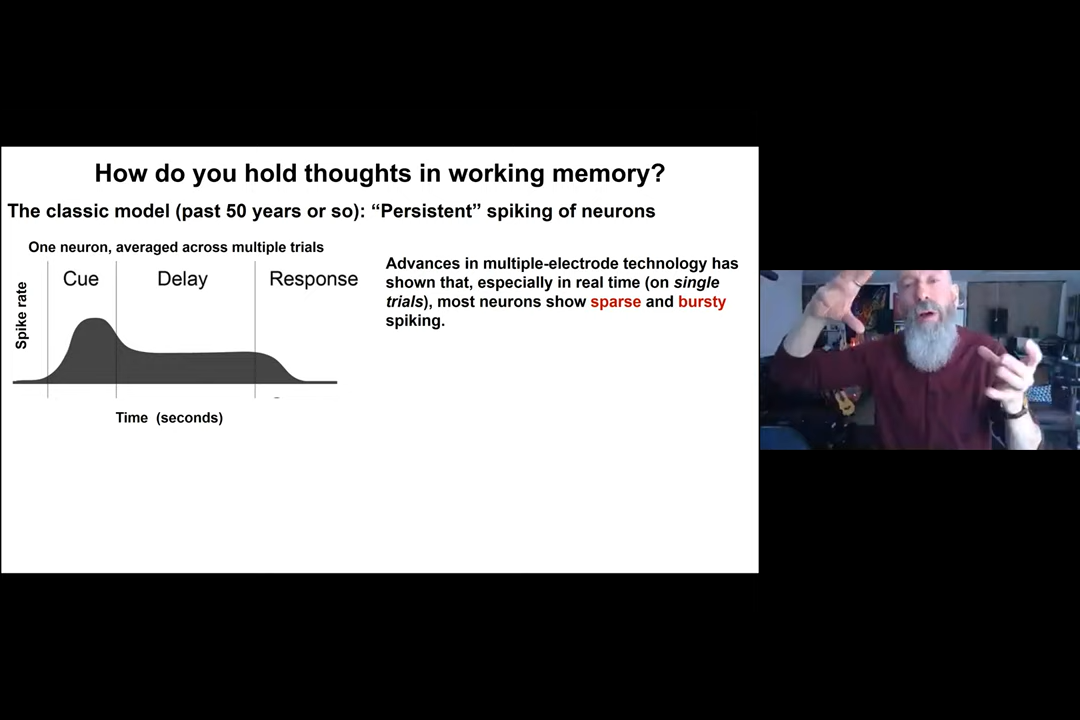 How do you hold thoughts in working memory?
The classic model (past 50 years or so): “Persistent” spiking of neurons
One neuron, averaged across multiple trials
Cue
Delay
Response
Spike rate
Time (seconds)
Advances in multiple-electrode technology has
shown that, especially in real time (on single
trials), most neurons show sparse and bursty
spiking.